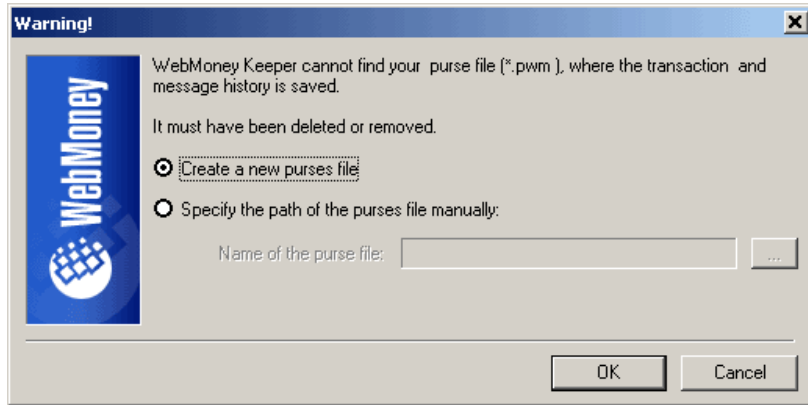 Warning!
WebMoney
WebMoney Keeper cannot find your purse file (*.pwm ), where the transaction and
message history is saved.
It must have been deleted or removed.
Create a new purses file
Specify the path of the purses file manually:
Name of the purse file:
...
OK
Cancel